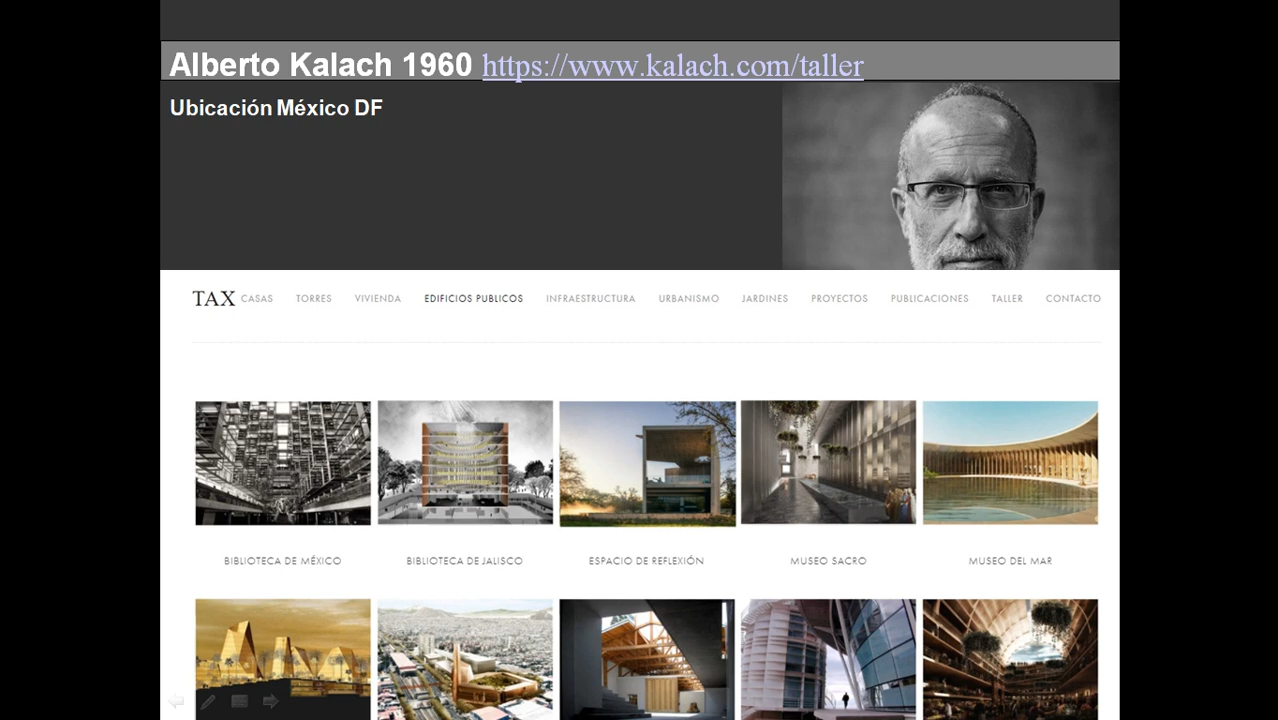 Alberto Kalach 1960 https://www.kalach.com/taller
Ubicación México DF
TAX CASAS TORRES VIVIENDA EDIFICIOS PUBLICOS INFRAESTRUCTURA URBANISMO JARDINES PROYECTOS PUBLICACIONES TALLER CONTACTO
BIBLIOTECA DE MÉXICO BIBLIOTECA DE JALISCO ESPACIO DE REFLEXIÓN MUSEO SACRO MUSEO DEL MAR